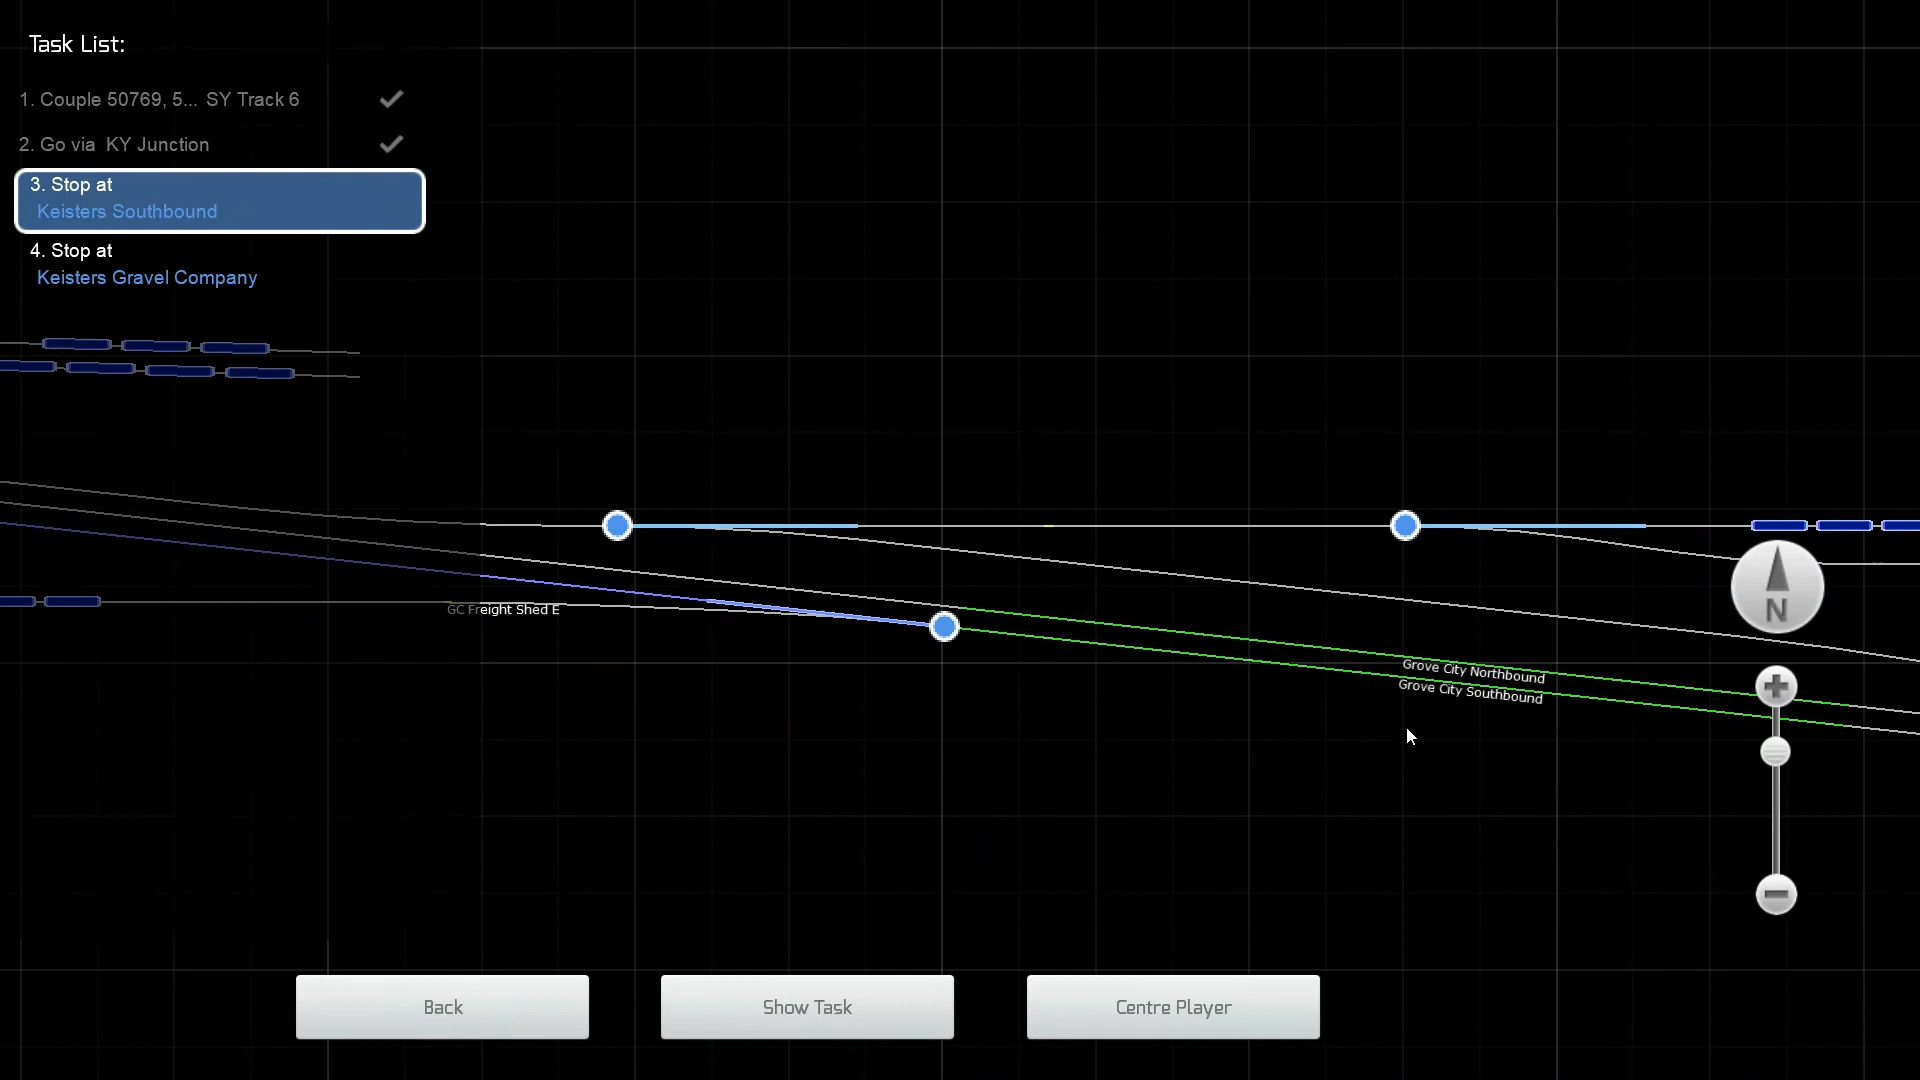 Task List:
1. Couple 50769, 5... SY Track 6
2. Go via KY Junction
3. Stop at
Keisters Southbound
4. Stop at
Keisters Gravel Company
GC Freight Shed E
Grove City Northbound
Grove City Southbound
N
Back
Show Task
Centre Player